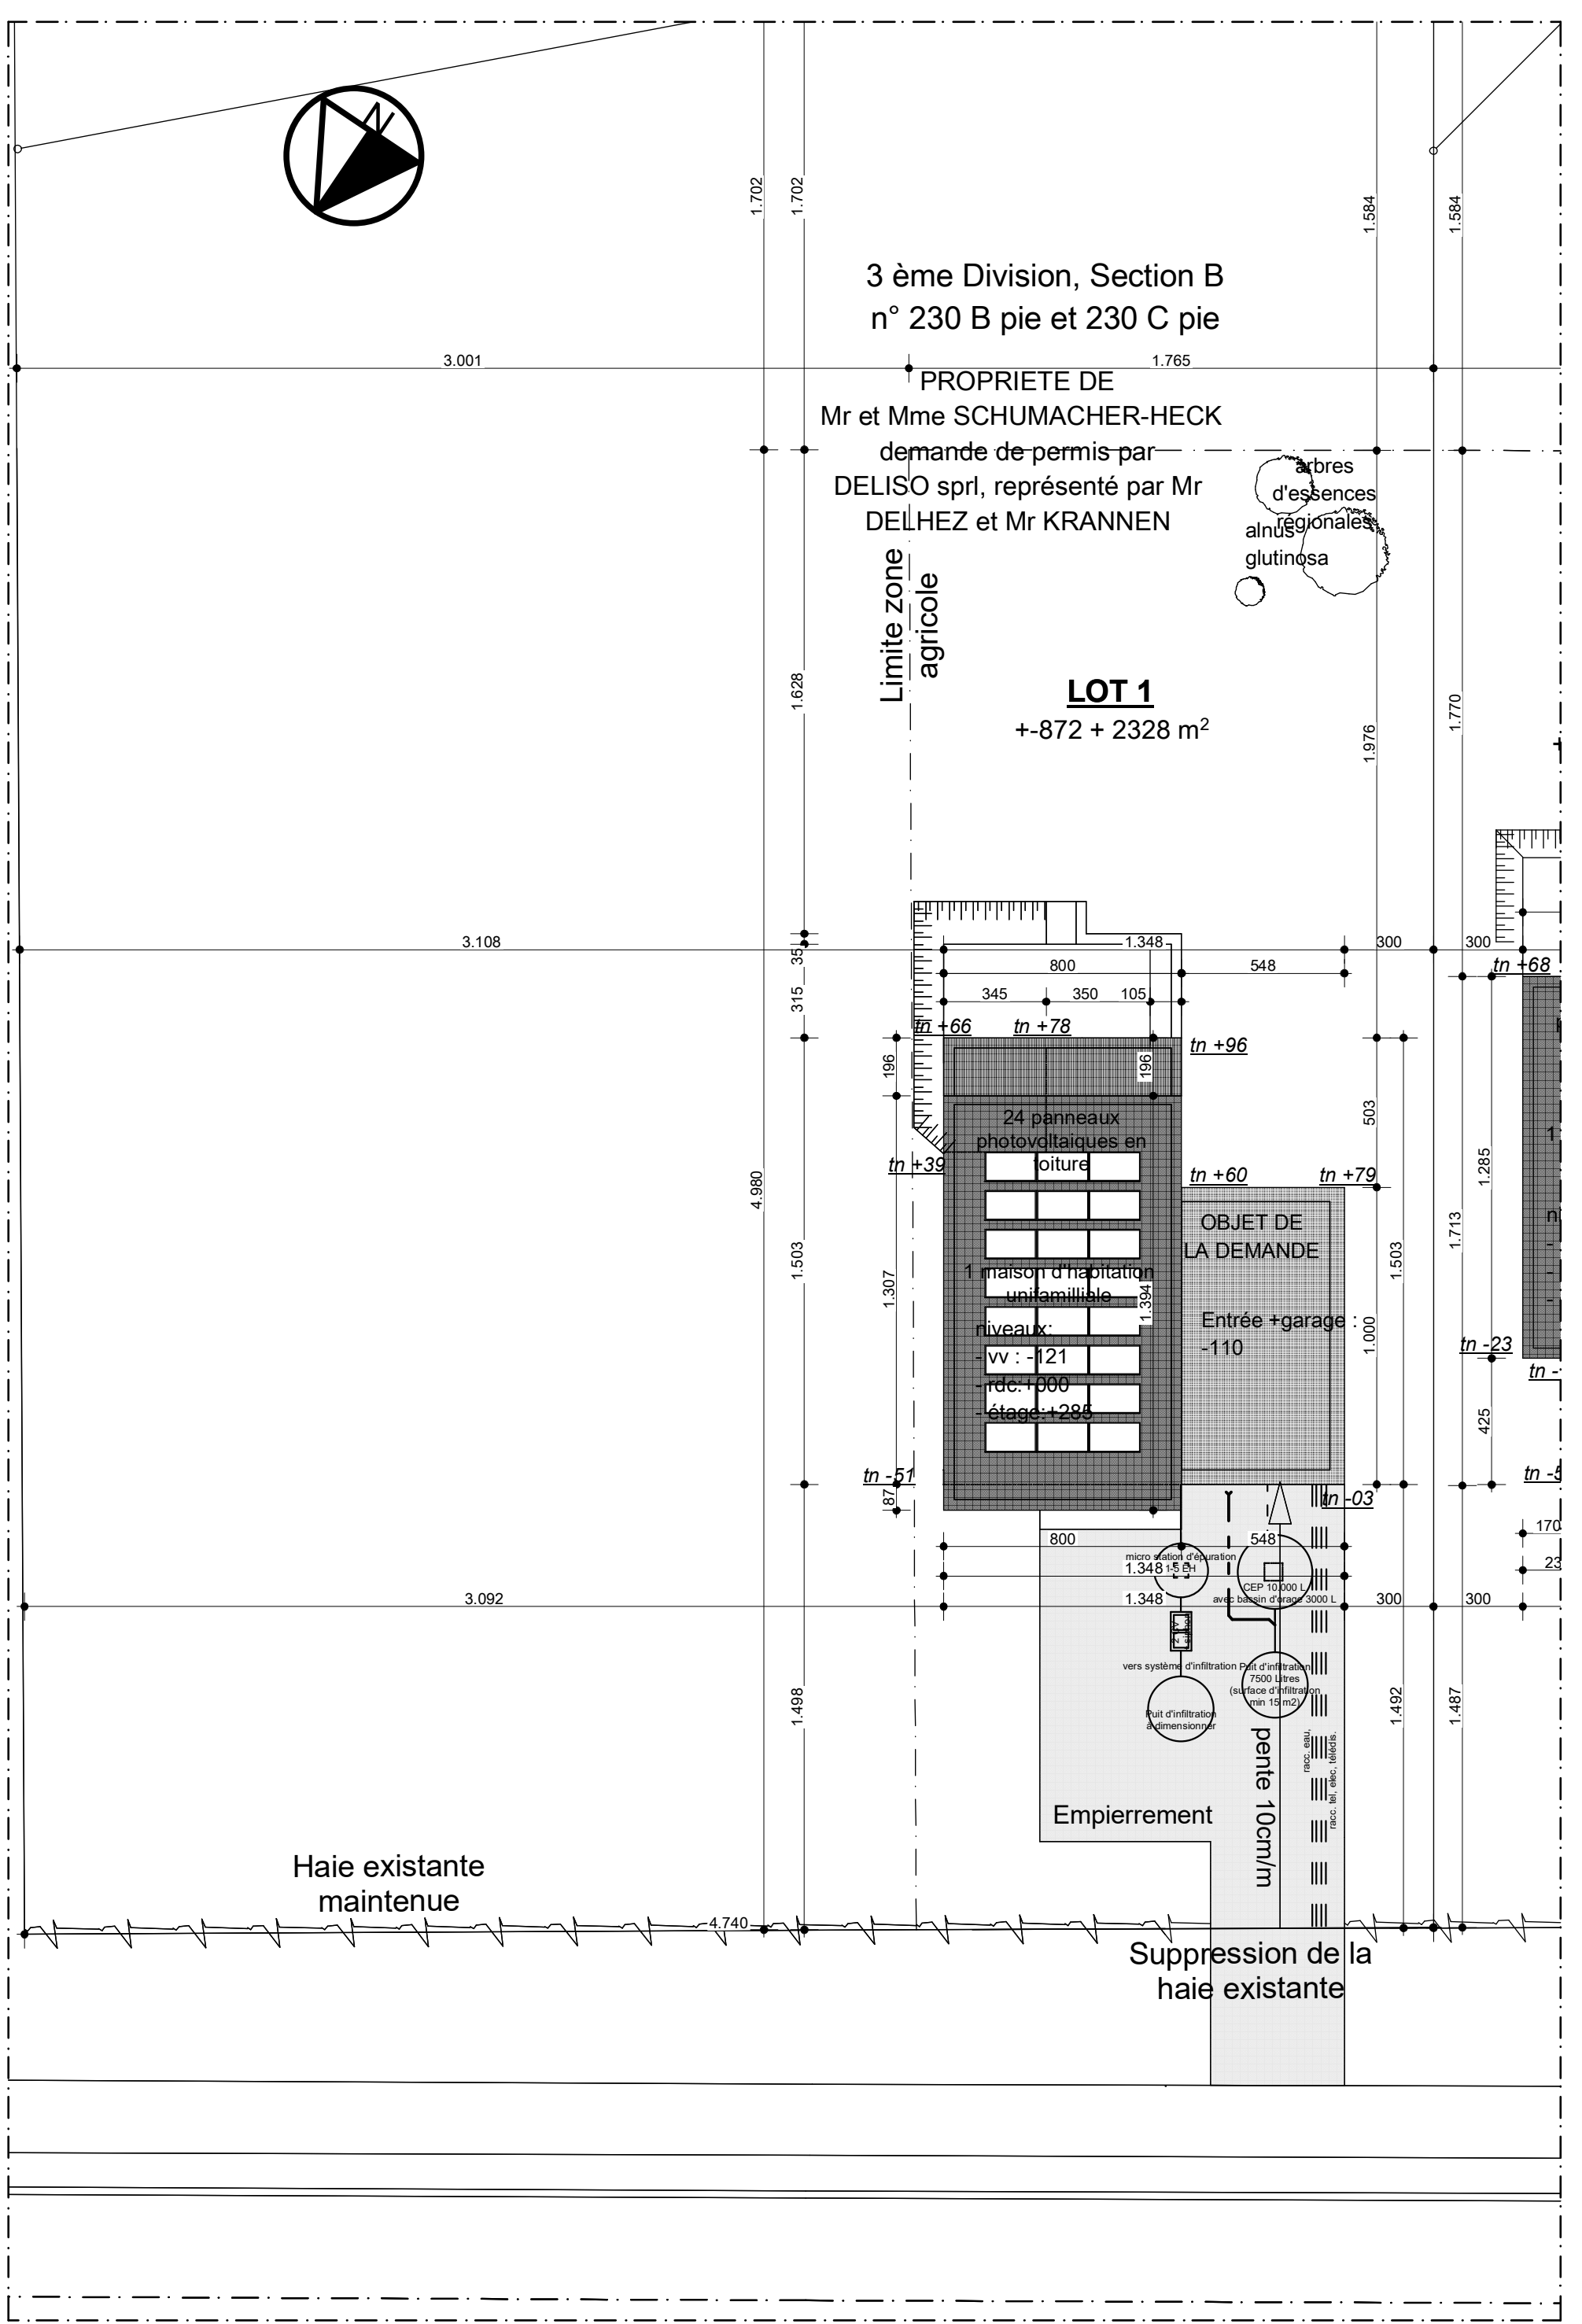 N
1.702
1.702
1.584
1.584
3 ème Division, Section B
n° 230 B pie et 230 C pie
3.001
1.765
PROPRIETE DE
Mr et Mme SCHUMACHER-HECK
demande de permis par
DELISO sprl, représenté par Mr
DELHEZ et Mr KRANNEN
arbres
d'essences
régionales
alnus
glutinosa
Limite zone
agricole
LOT 1
+-872 + 2328 m²
1.628
1.976
1.770
3.108
1.348
300
300
35
800
548
tn +68
315
345
350
105
tn +66
tn +78
tn +96
196
196
24 panneaux
photovoltaiques en
toiture
503
tn +39
tn +60
tn +79
4.980
1.285
1.503
1.307
OBJET DE
LA DEMANDE
1.503
1.713
1 maison d'habitation
unifamilliale
1.394
niveaux:
- vv : -121
- rdc:+000
- étage:+285
Entrée +garage :
-110
1.000
tn -23
tn -
425
tn -51
tn -5
87
tn -03
800
548
170
micro station d'épuration
1-5 EH
1.348
23
CEP 10.000 L
avec bassin d'orage 3000 L
3.092
1.348
300
300
vers système d'infiltration
Puit d'infiltration
7500 Litres
(surface d'infiltration
min 15 m2)
Puit d'infiltration
à dimensionner
1.498
1.492
1.487
pente 10cm/m
racc. eau,
racc. tel, elec, télédis.
Empierrement
Haie existante
maintenue
4.740
Suppression de la
haie existante